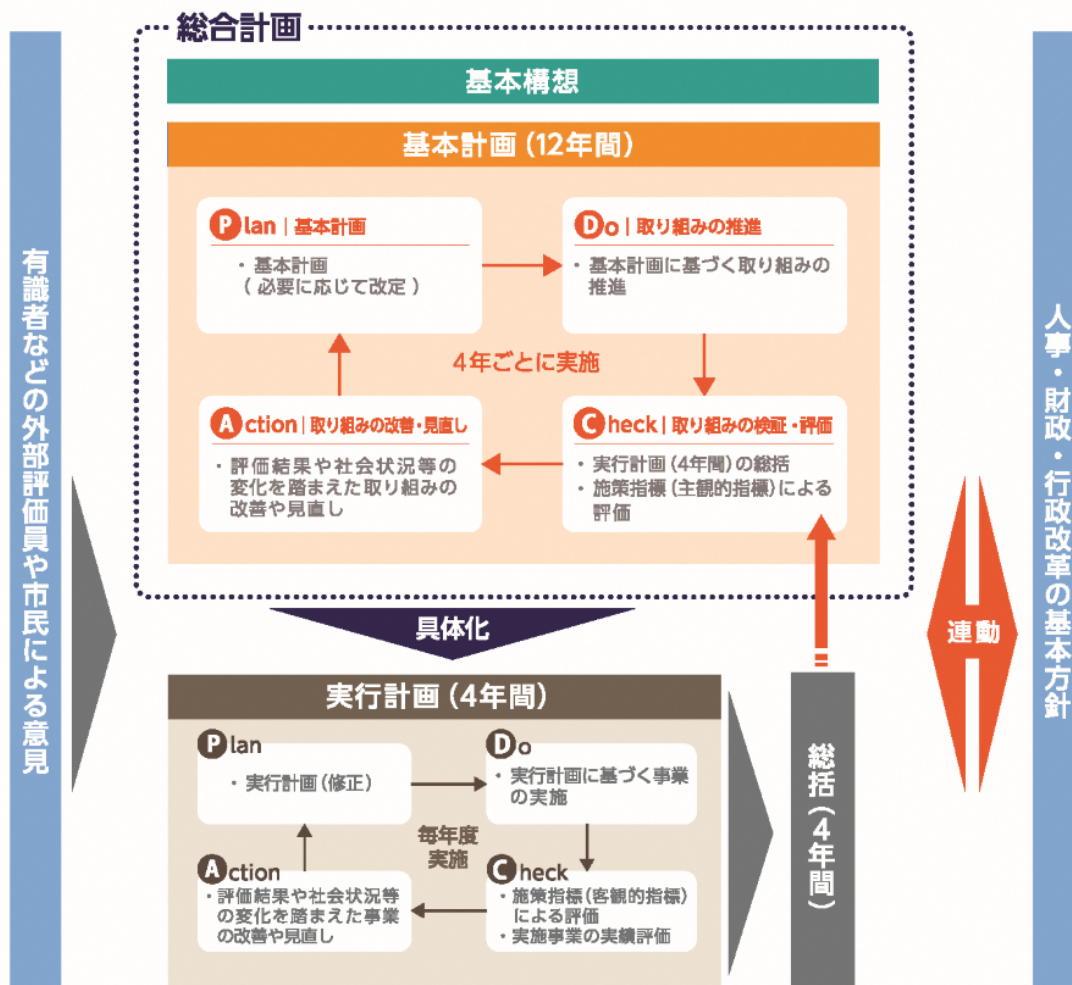 総合計画
基本構想
基本計画（12年間）
Plan｜基本計画
・基本計画
（必要に応じて改定）
Do｜取り組みの推進
・基本計画に基づく取り組みの
推進
4年ごとに実施
Action｜取り組みの改善・見直し
・評価結果や社会状況等の
変化を踏まえた取り組みの
改善や見直し
Check｜取り組みの検証・評価
・実行計画（4年間）の総括
・施策指標（主観的指標）による
評価
有識者などの外部評価員や市民による意見
人事・財政・行政改革の基本方針
連動
具体化
実行計画（4年間）
Plan
・実行計画（修正）
Do
・実行計画に基づく事業
の実施
毎年度
実施
Action
・評価結果や社会状況等
の変化を踏まえた事業
の改善や見直し
Check
・施策指標（客観的指標）
による評価
・実施事業の実績評価
総括（4年間）